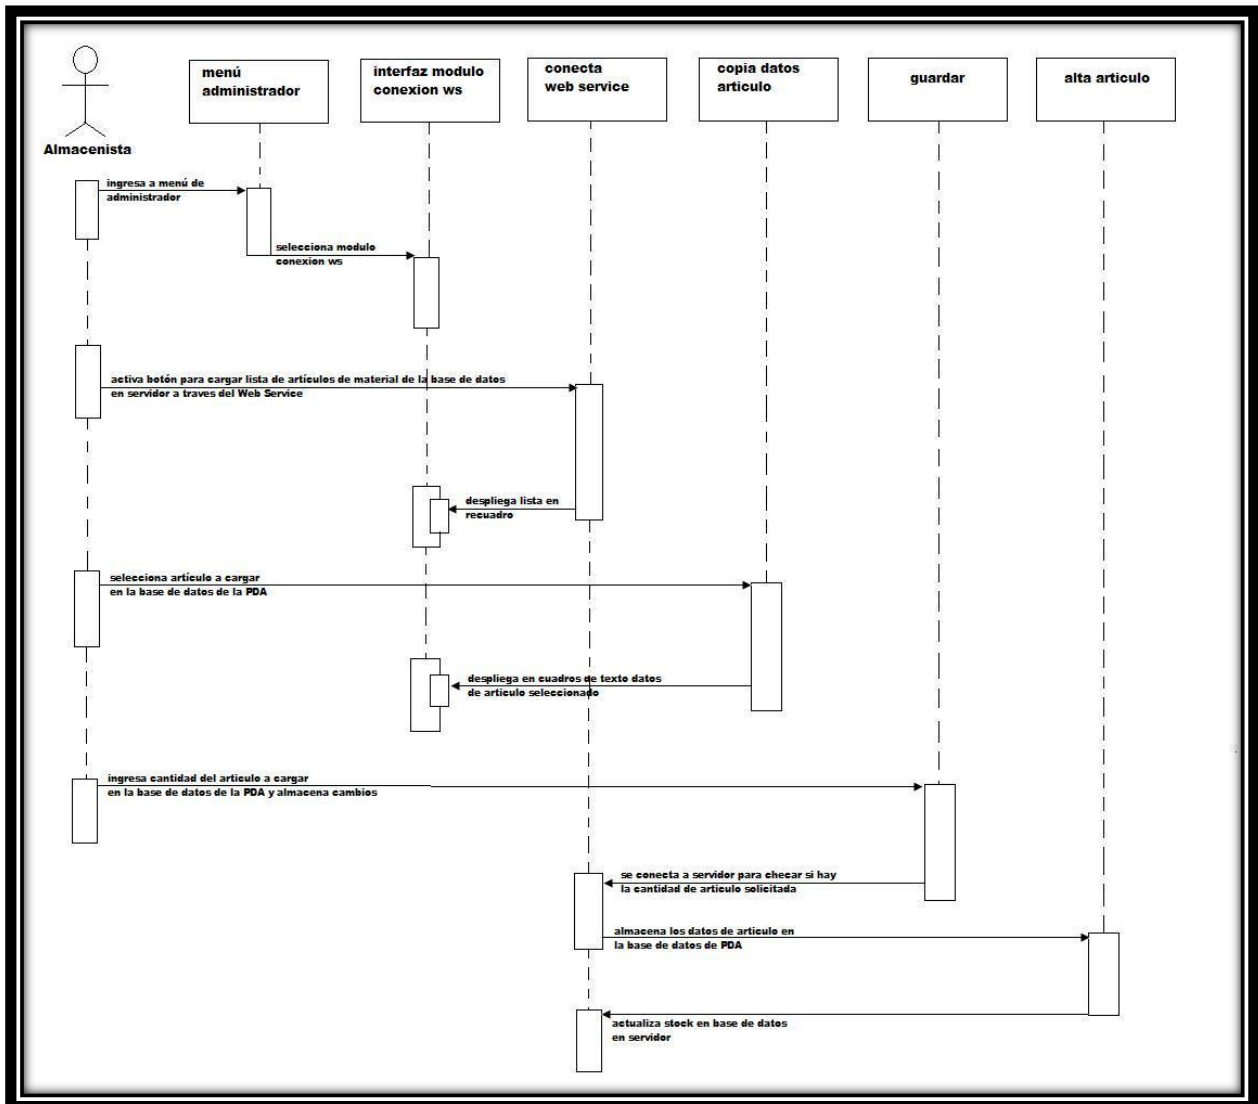 menú
administrador
interfaz modulo
conexion ws
conecta
web service
copia datos
articulo
guardar
alta articulo
Almacenista
ingresa a menú de
administrador
selecciona modulo
conexion ws
activa botón para cargar lista de artículos de material de la base de datos
en servidor a traves del Web Service
despliega lista en
recuadro
selecciona artículo a cargar
en la base de datos de la PDA
despliega en cuadros de texto datos
de articulo seleccionado
ingresa cantidad del articulo a cargar
en la base de datos de la PDA y almacena cambios
se conecta a servidor para checar si hay
la cantidad de articulo solicitada
almacena los datos de articulo en
la base de datos de PDA
actualiza stock en base de datos
en servidor